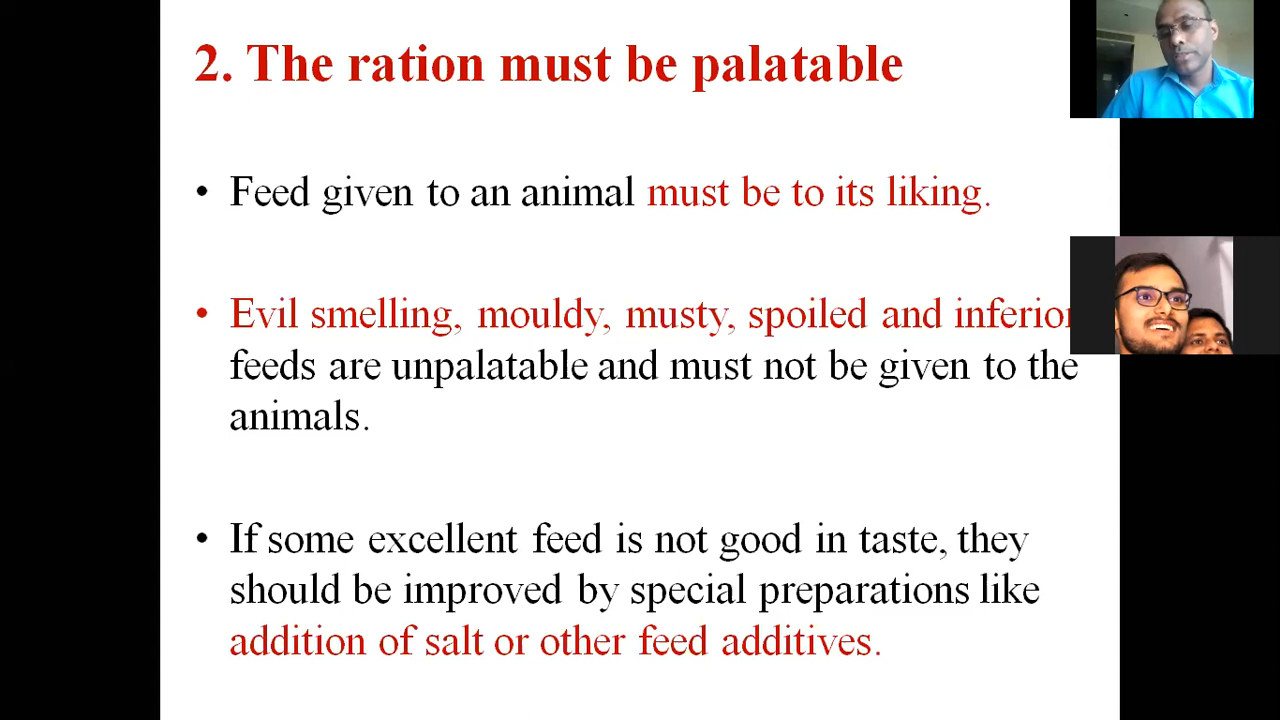 2. The ration must be palatable
• Feed given to an animal must be to its liking.
• Evil smelling, mouldy, musty, spoiled and inferior
feeds are unpalatable and must not be given to the
animals.
• If some excellent feed is not good in taste, they
should be improved by special preparations like
addition of salt or other feed additives.